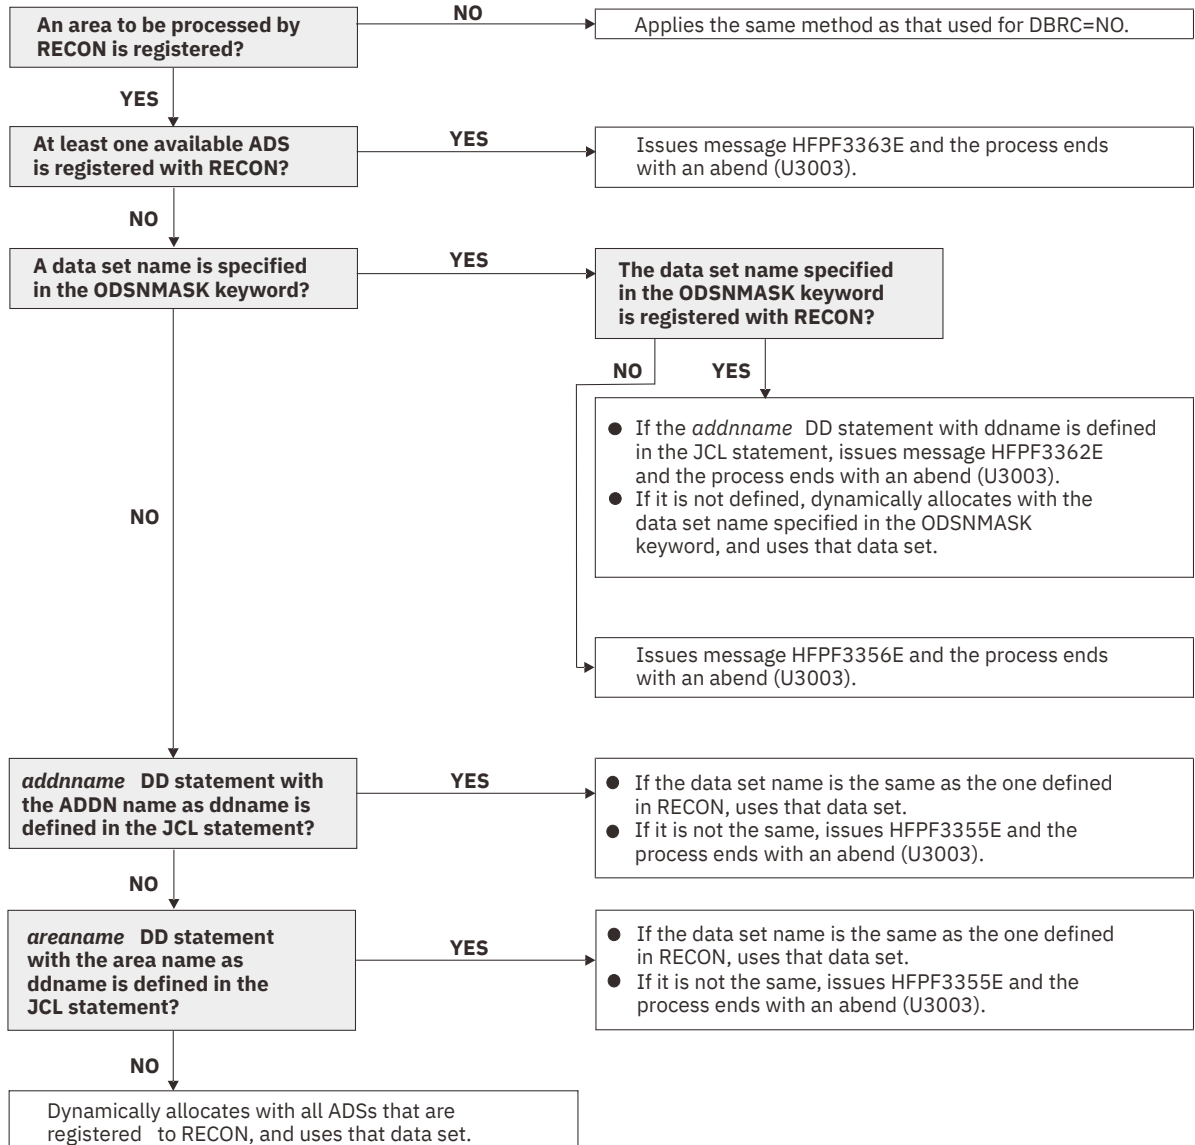 An area to be processed by
RECON is registered?
NO
Applies the same method as that used for DBRC=NO.
YES
At least one available ADS
is registered with RECON?
YES
Issues message HFPF3363E and the process ends
with an abend (U3003).
NO
A data set name is specified
in the ODSNMASK keyword?
YES
The data set name specified
in the ODSNMASK keyword
is registered with RECON?
NO
YES
● If the addnname DD statement with ddname is defined
in the JCL statement, issues message HFPF3362E
and the process ends with an abend (U3003).
● If it is not defined, dynamically allocates with the
data set name specified in the ODSNMASK
keyword, and uses that data set.
NO
Issues message HFPF3356E and the process ends
with an abend (U3003).
addnname DD statement with
the ADDN name as ddname is
defined in the JCL statement?
YES
● If the data set name is the same as the one defined
in RECON, uses that data set.
● If it is not the same, issues HFPF3355E and the
process ends with an abend (U3003).
NO
areaname DD statement
with the area name as
ddname is defined in the
JCL statement?
YES
● If the data set name is the same as the one defined
in RECON, uses that data set.
● If it is not the same, issues HFPF3355E and the
process ends with an abend (U3003).
NO
Dynamically allocates with all ADSs that are
registered to RECON, and uses that data set.